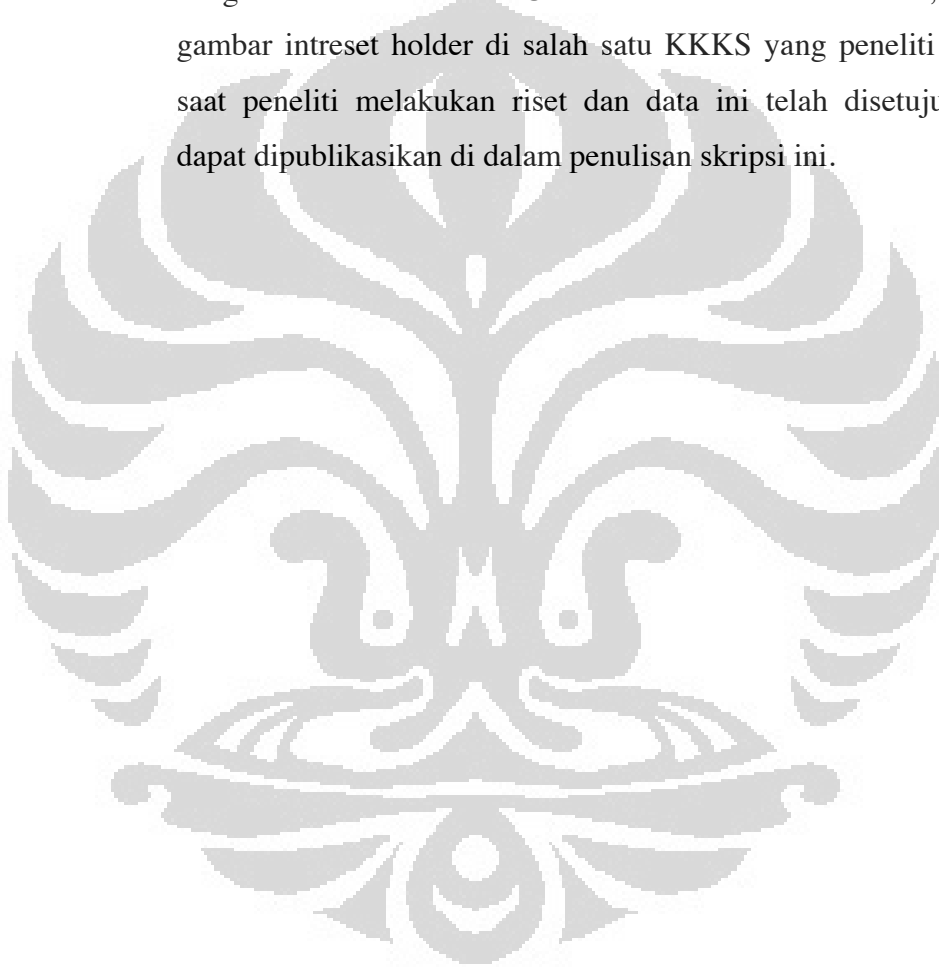 gambar intreset holder di salah satu KKKS yang peneliti
saat peneliti melakukan riset dan data ini telah disetuju
dapat dipublikasikan di dalam penulisan skripsi ini.